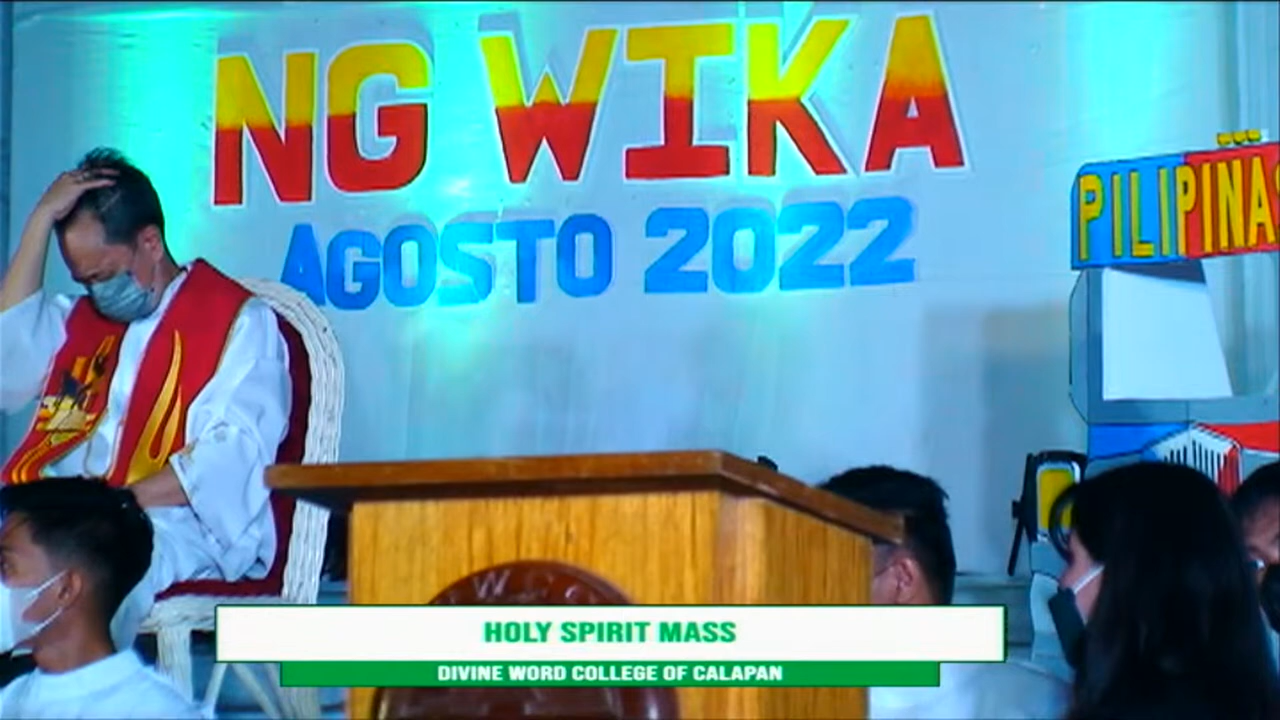 NG WIKA
AGOSTO 2022
PILIPINAS
HOLY SPIRIT MASS
DIVINE WORD COLLEGE OF CALAPAN